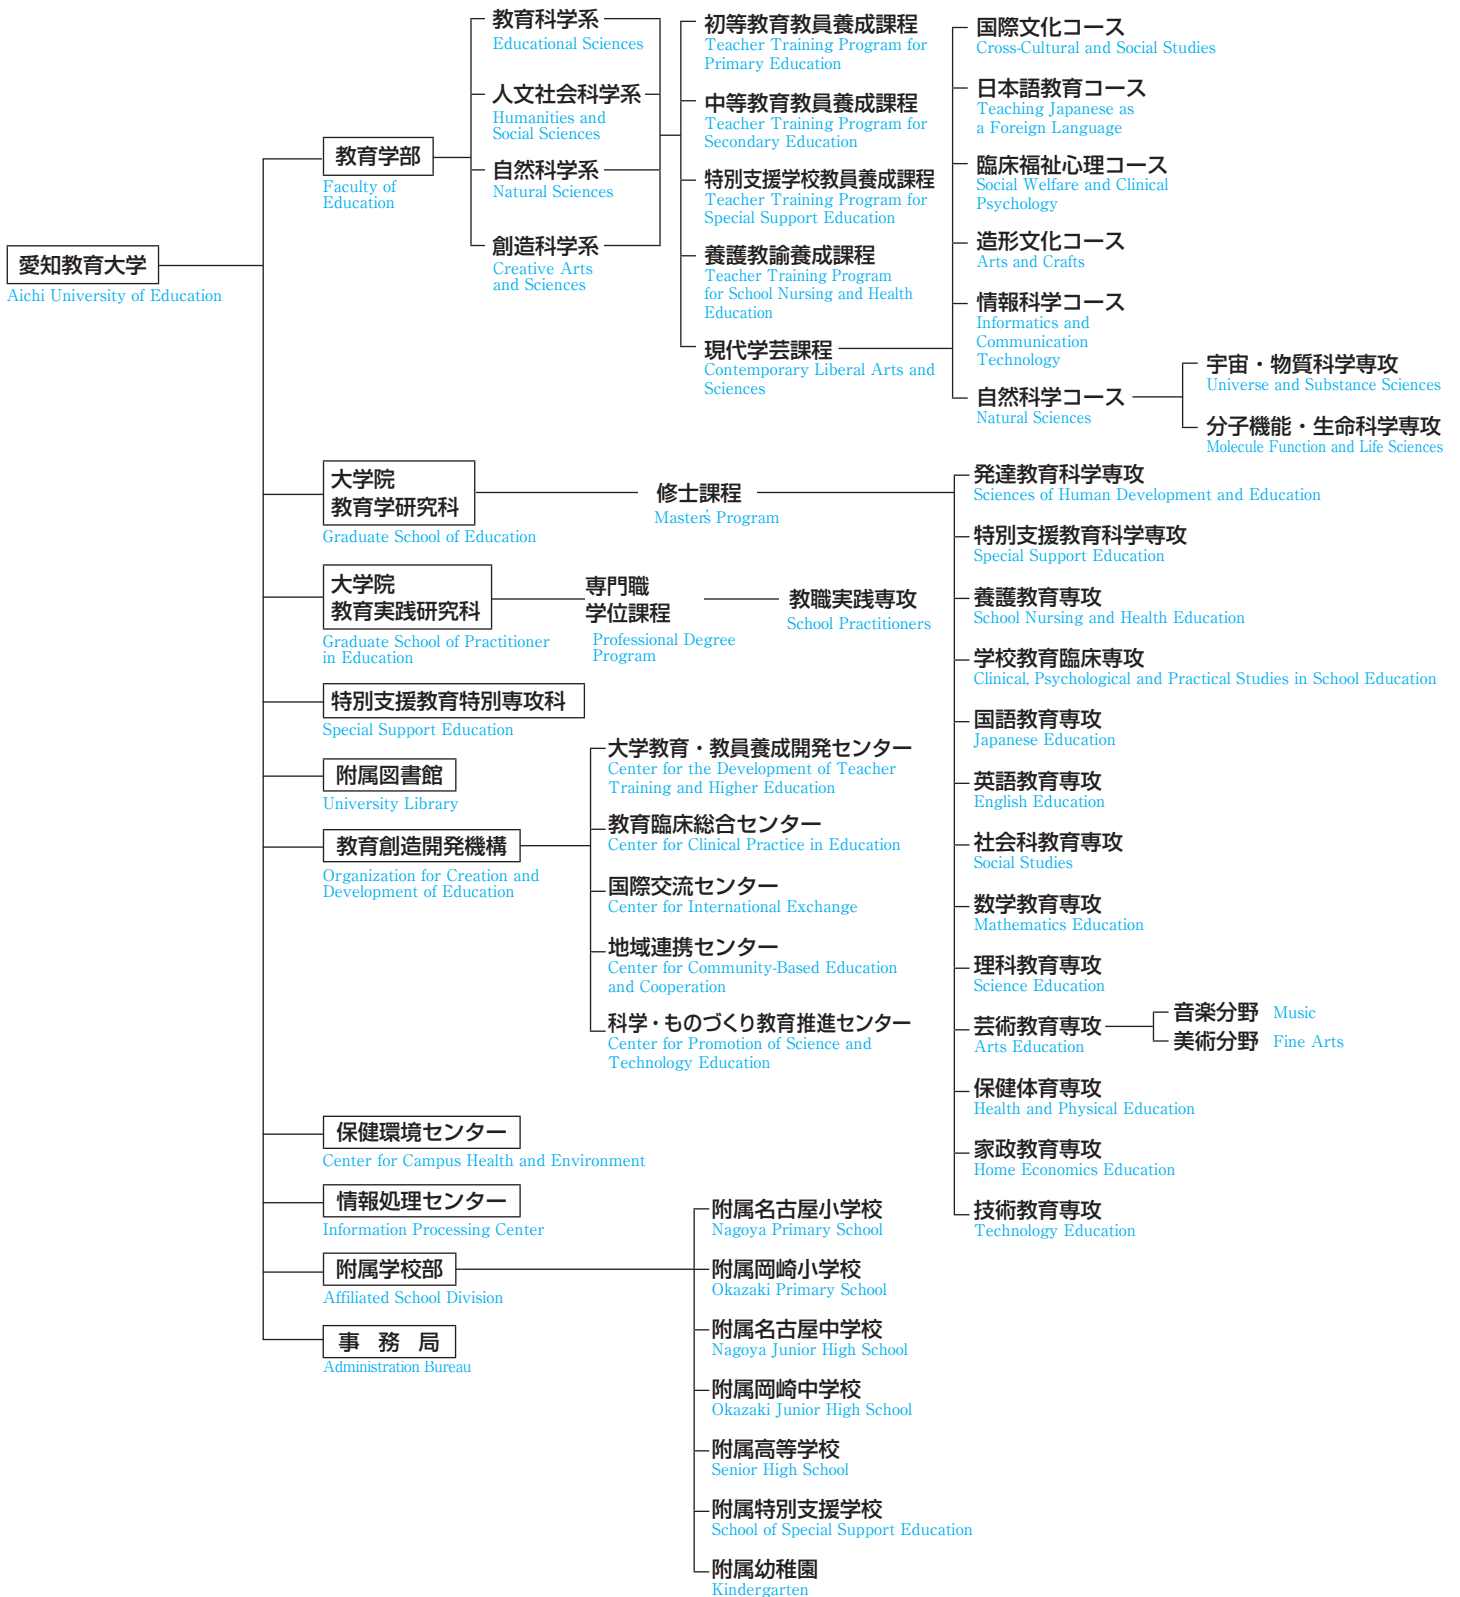 愛知教育大学
Aichi University of Education
教育学部
Faculty of
Education
教育科学系
Educational Sciences
人文社会科学系
Humanities and
Social Sciences
自然科学系
Natural Sciences
創造科学系
Creative Arts
and Sciences
初等教育教員養成課程
Teacher Training Program for
Primary Education
中等教育教員養成課程
Teacher Training Program for
Secondary Education
特別支援学校教員養成課程
Teacher Training Program for
Special Support Education
養護教諭養成課程
Teacher Training Program
for School Nursing and Health
Education
現代学芸課程
Contemporary Liberal Arts and
Sciences
国際文化コース
Cross-Cultural and Social Studies
日本語教育コース
Teaching Japanese as
a Foreign Language
臨床福祉心理コース
Social Welfare and Clinical
Psychology
造形文化コース
Arts and Crafts
情報科学コース
Informatics and
Communication
Technology
自然科学コース
Natural Sciences
宇宙・物質科学専攻
Universe and Substance Sciences
分子機能・生命科学専攻
Molecule Function and Life Sciences
大学院
教育学研究科
Graduate School of Education
修士課程
Master's Program
発達教育科学専攻
Sciences of Human Development and Education
特別支援教育科学専攻
Special Support Education
養護教育専攻
School Nursing and Health Education
学校教育臨床専攻
Clinical, Psychological and Practical Studies in School Education
国語教育専攻
Japanese Education
英語教育専攻
English Education
社会科教育専攻
Social Studies
数学教育専攻
Mathematics Education
理科教育専攻
Science Education
芸術教育専攻
Arts Education
音楽分野 Music
美術分野 Fine Arts
保健体育専攻
Health and Physical Education
家政教育専攻
Home Economics Education
技術教育専攻
Technology Education
大学院
教育実践研究科
Graduate School of Practitioner
in Education
専門職
学位課程
Professional Degree
Program
教職実践専攻
School Practitioners
特別支援教育特別専攻科
Special Support Education
附属図書館
University Library
教育創造開発機構
Organization for Creation and
Development of Education
大学教育・教員養成開発センター
Center for the Development of Teacher
Training and Higher Education
教育臨床総合センター
Center for Clinical Practice in Education
国際交流センター
Center for International Exchange
地域連携センター
Center for Community-Based Education
and Cooperation
科学・ものづくり教育推進センター
Center for Promotion of Science and
Technology Education
保健環境センター
Center for Campus Health and Environment
情報処理センター
Information Processing Center
附属学校部
Affiliated School Division
附属名古屋小学校
Nagoya Primary School
附属岡崎小学校
Okazaki Primary School
附属名古屋中学校
Nagoya Junior High School
附属岡崎中学校
Okazaki Junior High School
附属高等学校
Senior High School
附属特別支援学校
School of Special Support Education
附属幼稚園
Kindergarten
事 務 局
Administration Bureau